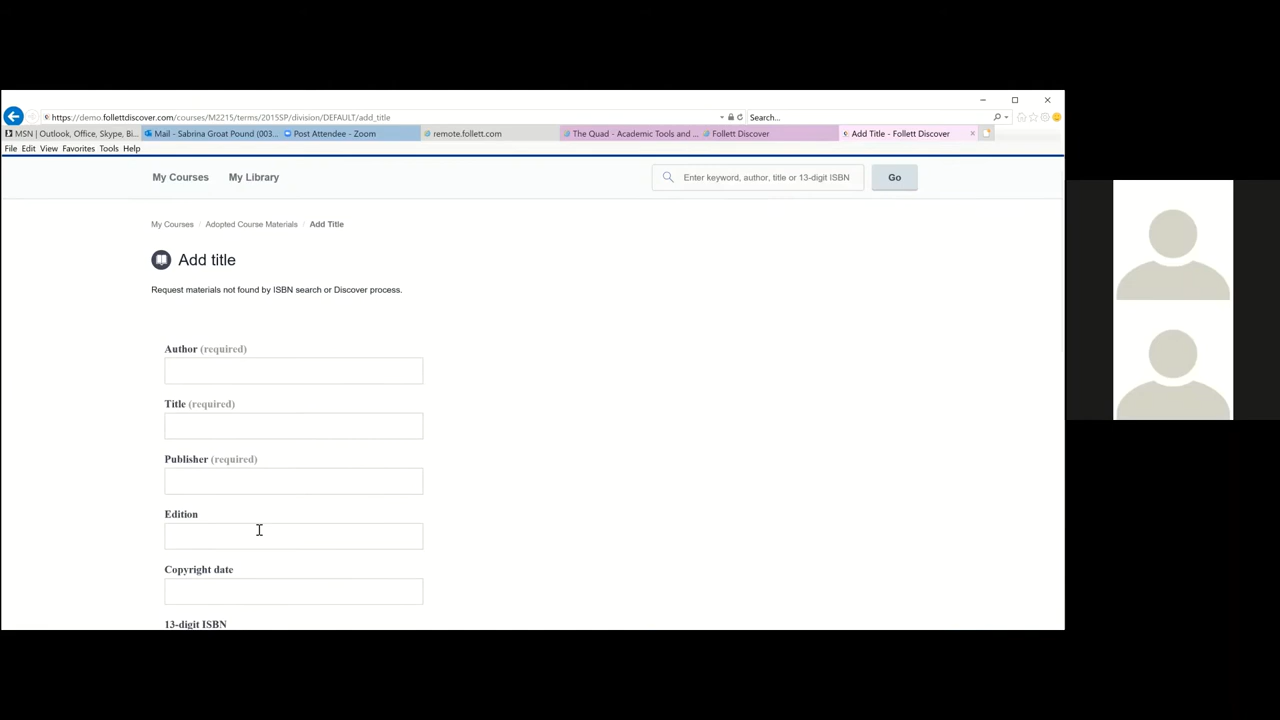 https://demo.follettdiscover.com/courses/M2215/terms/2015SP/division/DEFAULT/add_title
Search...
MSN | Outlook, Office, Skype, Bi...
Mail - Sabrina Groat Pound (003...
Post Attendee - Zoom
remote.follett.com
The Quad - Academic Tools and ...
Follett Discover
Add Title - Follett Discover
File Edit View Favorites Tools Help
My Courses
My Library
Enter keyword, author, title or 13-digit ISBN
Go
My Courses / Adopted Course Materials / Add Title
Add title
Request materials not found by ISBN search or Discover process.
Author (required)
Title (required)
Publisher (required)
Edition
Copyright date
13-digit ISBN